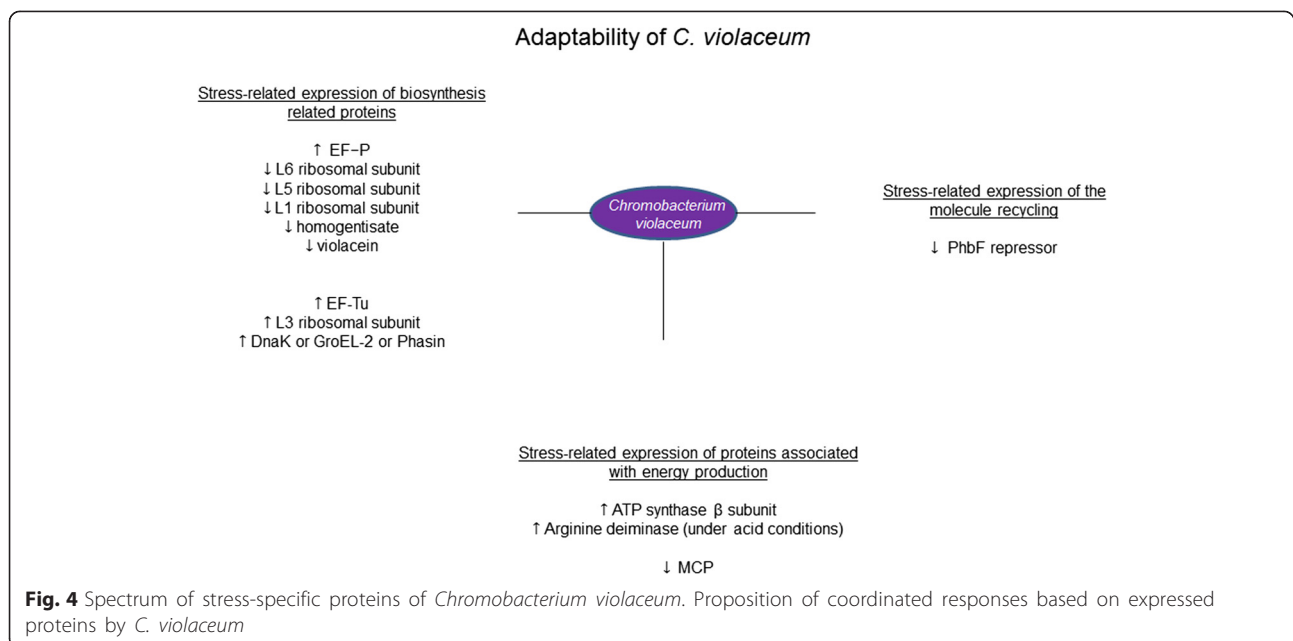 Adaptability of C. violaceum
Stress-related expression of biosynthesis
related proteins
↑ EF-P
↓ L6 ribosomal subunit
↓ L5 ribosomal subunit
↓ L1 ribosomal subunit
↓ homogentisate
↓ violacein
↑ EF-Tu
↑ L3 ribosomal subunit
↑ DnaK or GroEL-2 or Phasin
Chromobacterium
violaceum
Stress-related expression of the
molecule recycling
↓ PhbF repressor
Stress-related expression of proteins associated
with energy production
↑ ATP synthase β subunit
↑ Arginine deiminase (under acid conditions)
↓ MCP
Fig. 4 Spectrum of stress-specific proteins of Chromobacterium violaceum. Proposition of coordinated responses based on expressed
proteins by C. violaceum